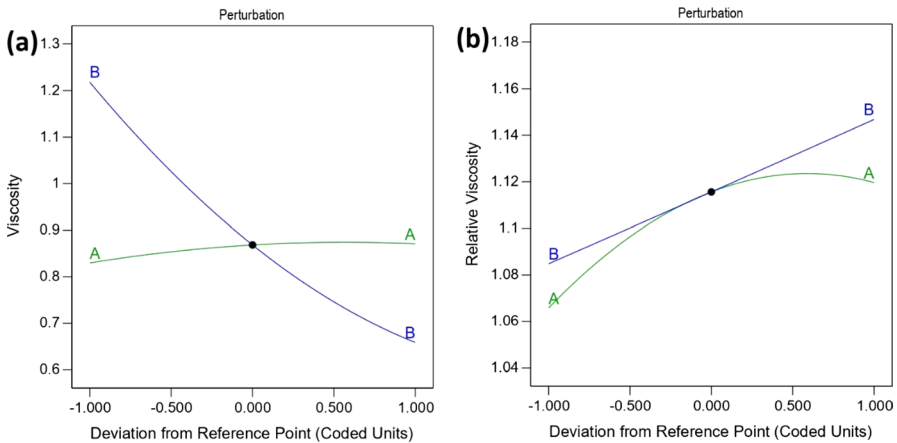 (a)
Perturbation
Viscosity
1.3
1.2
1.1
1
0.9
0.8
0.7
0.6
B
A
A
B
-1.000
-0.500
0.000
0.500
1.000
Deviation from Reference Point (Coded Units)
(b)
Perturbation
Relative Viscosity
1.18
1.16
1.14
1.12
1.1
1.08
1.06
1.04
B
A
B
A
-1.000
-0.500
0.000
0.500
1.000
Deviation from Reference Point (Coded Units)